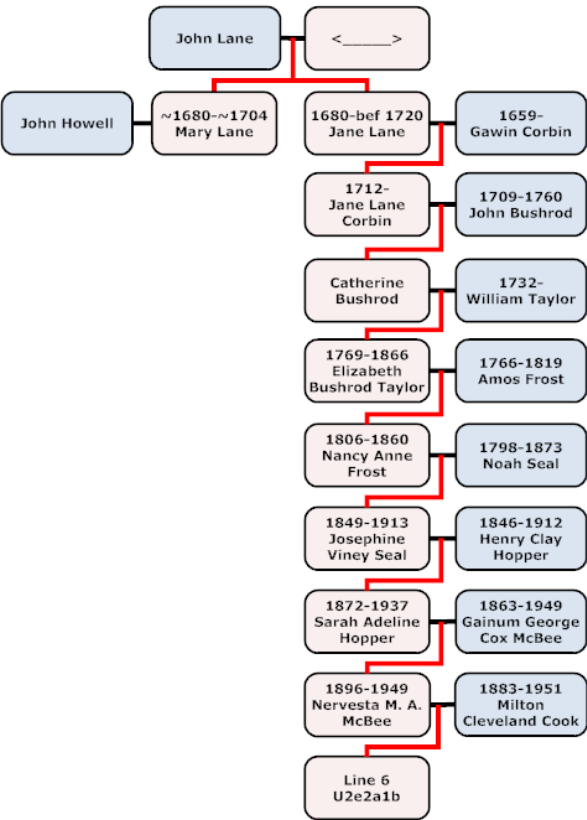 John Lane
<_____>
John Howell
~1680-~1704
Mary Lane
1680-bef 1720
Jane Lane
1659-
Gawin Corbin
1712-
Jane Lane
Corbin
1709-1760
John Bushrod
Catherine
Bushrod
1732-
William Taylor
1769-1866
Elizabeth
Bushrod Taylor
1766-1819
Amos Frost
1806-1860
Nancy Anne
Frost
1798-1873
Noah Seal
1849-1913
Josephine
Viney Seal
1846-1912
Henry Clay
Hopper
1872-1937
Sarah Adeline
Hopper
1863-1949
Gainum George
Cox McBee
1896-1949
Nervesta M. A.
McBee
1883-1951
Milton
Cleveland Cook
Line 6
U2e2a1b